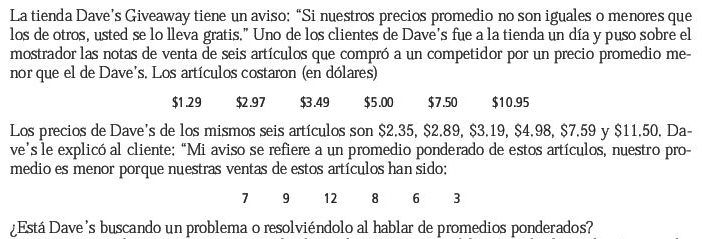 La tienda Dave's Giveaway tiene un aviso: “Si nuestros precios promedio no son iguales o menores que
los de otros, usted se lo lleva gratis.” Uno de los clientes de Dave's fue a la tienda un día y puso sobre el
mostrador las notas de venta de seis artículos que compró a un competidor por un precio promedio me-
nor que el de Dave's. Los artículos costaron (en dólares)
$1.29 $2.97 $3.49 $5.00 $7.50 $10.95
Los precios de Dave's de los mismos seis artículos son $2.35, $2.89, $3.19, $4.98, $7.59 y $11.50. Da-
ve's le explicó al cliente: “Mi aviso se refiere a un promedio ponderado de estos artículos, nuestro pro-
medio es menor porque nuestras ventas de estos artículos han sido:
7 9 12 8 6 3
¿Está Dave's buscando un problema o resolviéndolo al hablar de promedios ponderados?